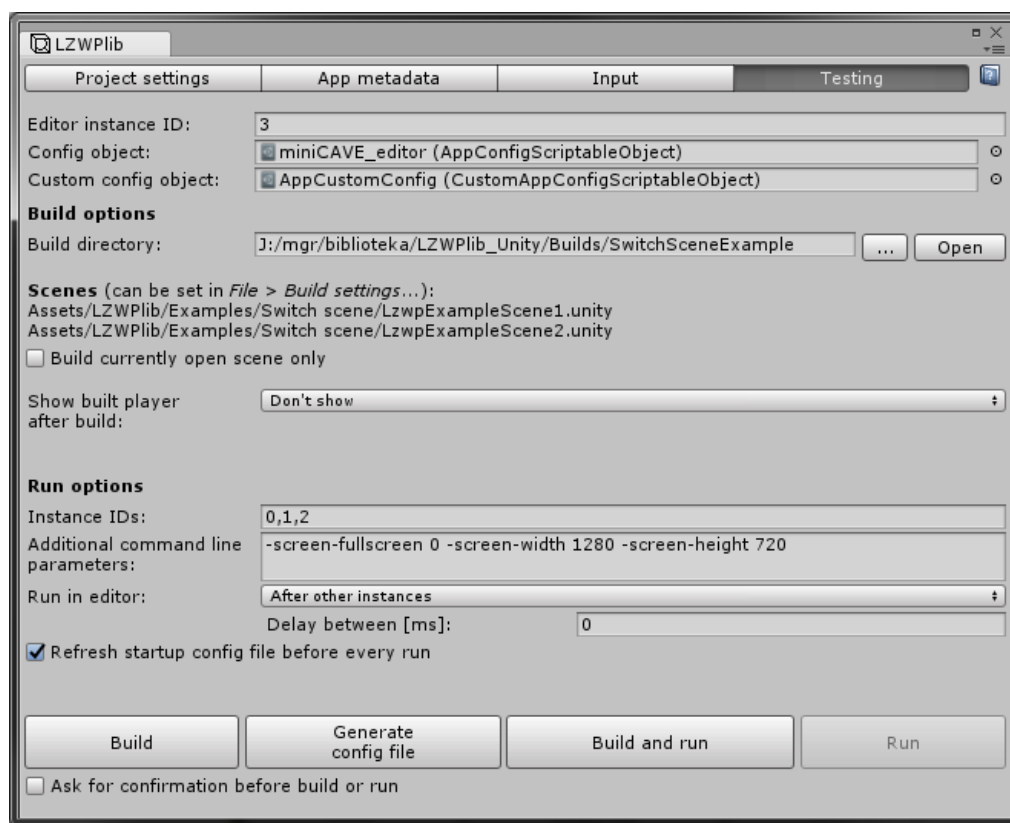 LZWPlib
Project settings App metadata Input Testing
Editor instance ID: 3
Config object: miniCAVE_editor (AppConfigScriptableObject)
Custom config object: AppCustomConfig (CustomAppConfigScriptableObject)
Build options
Build directory: J:/mgr/biblioteka/LZWPlib_Unity/Builds/SwitchSceneExample ... Open
Scenes (can be set in File > Build settings...):
Assets/LZWPlib/Examples/Switch scene/LzwpExampleScene1.unity
Assets/LZWPlib/Examples/Switch scene/LzwpExampleScene2.unity
Build currently open scene only
Show built player Don't show
after build:
Run options
Instance IDs: 0,1,2
Additional command line -screen-fullscreen 0 -screen-width 1280 -screen-height 720
parameters:
Run in editor: After other instances
Delay between [ms]: 0
Refresh startup config file before every run
Build
Generate
config file
Build and run
Run
Ask for confirmation before build or run